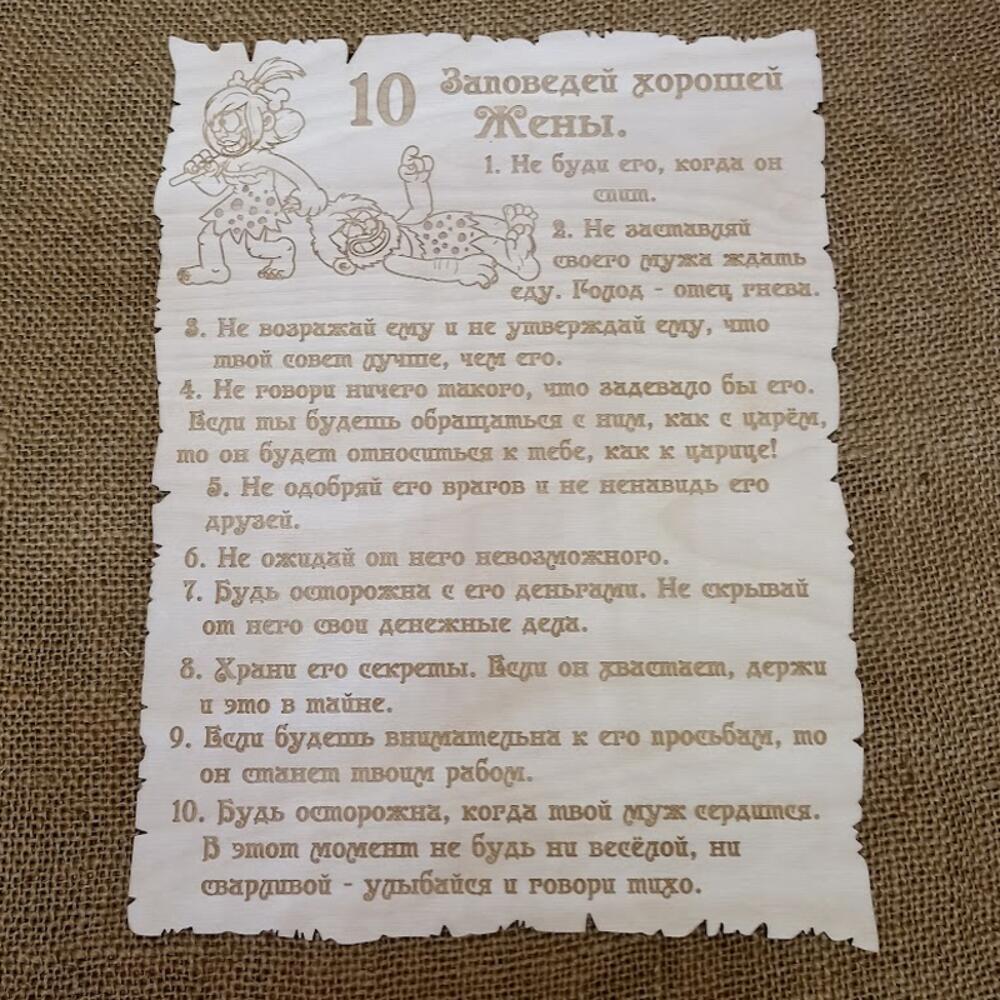 10 Заповедей хорошей
Жены.
1. Не буди его, когда он
спит.
2. Не заставляй
своего мужа ждать
еду. Голод - отец гнева.
3. Не возражай ему и не утверждай ему, что
твой совет лучше, чем его.
4. Не говори ничего такого, что задевало бы его.
Если ты будешь обращаться с ним, как с царём,
то он будет относиться к тебе, как к царице!
5. Не одобряй его врагов и не ненавидь его
друзей.
6. Не ожидай от него невозможного.
7. Будь осторожна с его деньгами. Не скрывай
от него свои денежные дела.
8. Храни его секреты. Если он хвастает, держи
и это в тайне.
9. Если будешь внимательна к его просьбам, то
он станет твоим рабом.
10. Будь осторожна, когда твой муж сердится.
В этот момент не будь ни весёлой, ни
сварливой - улыбайся и говори тихо.